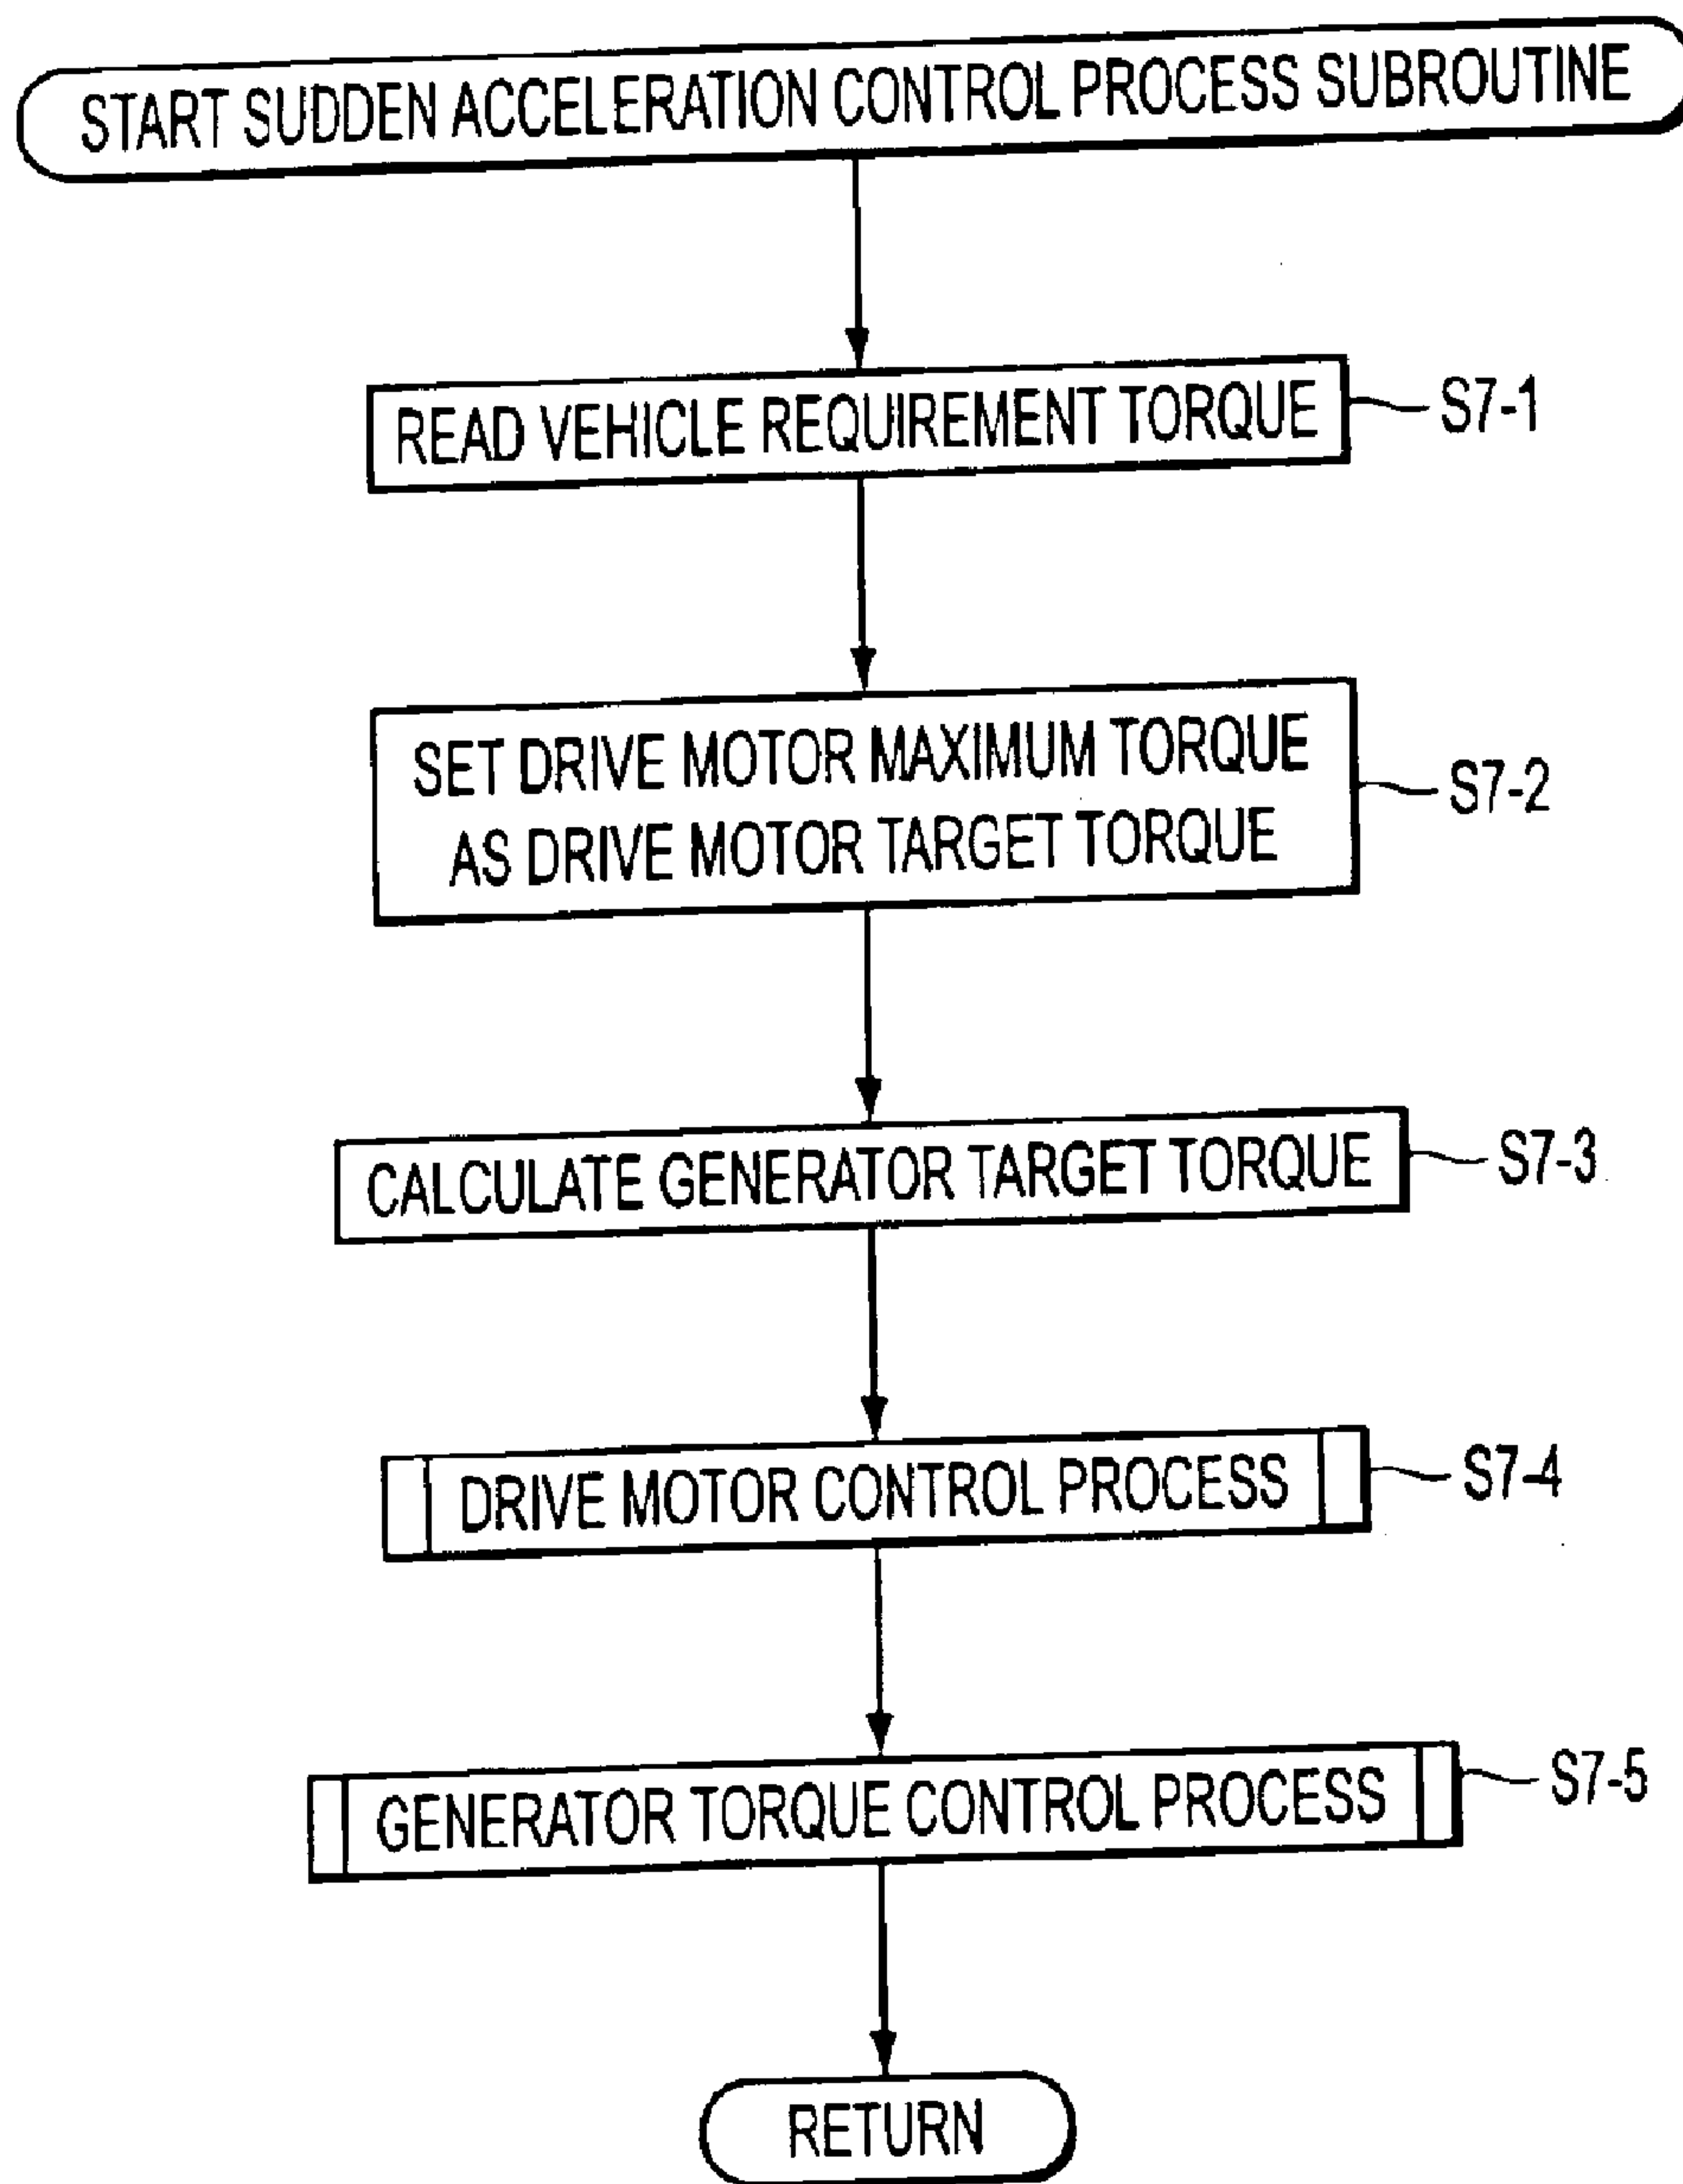 START SUDDEN ACCELERATION CONTROL PROCESS SUBROUTINE
READ VEHICLE REQUIREMENT TORQUE
S7-1
SET DRIVE MOTOR MAXIMUM TORQUE
AS DRIVE MOTOR TARGET TORQUE
S7-2
CALCULATE GENERATOR TARGET TORQUE
S7-3
DRIVE MOTOR CONTROL PROCESS
S7-4
GENERATOR TORQUE CONTROL PROCESS
S7-5
RETURN